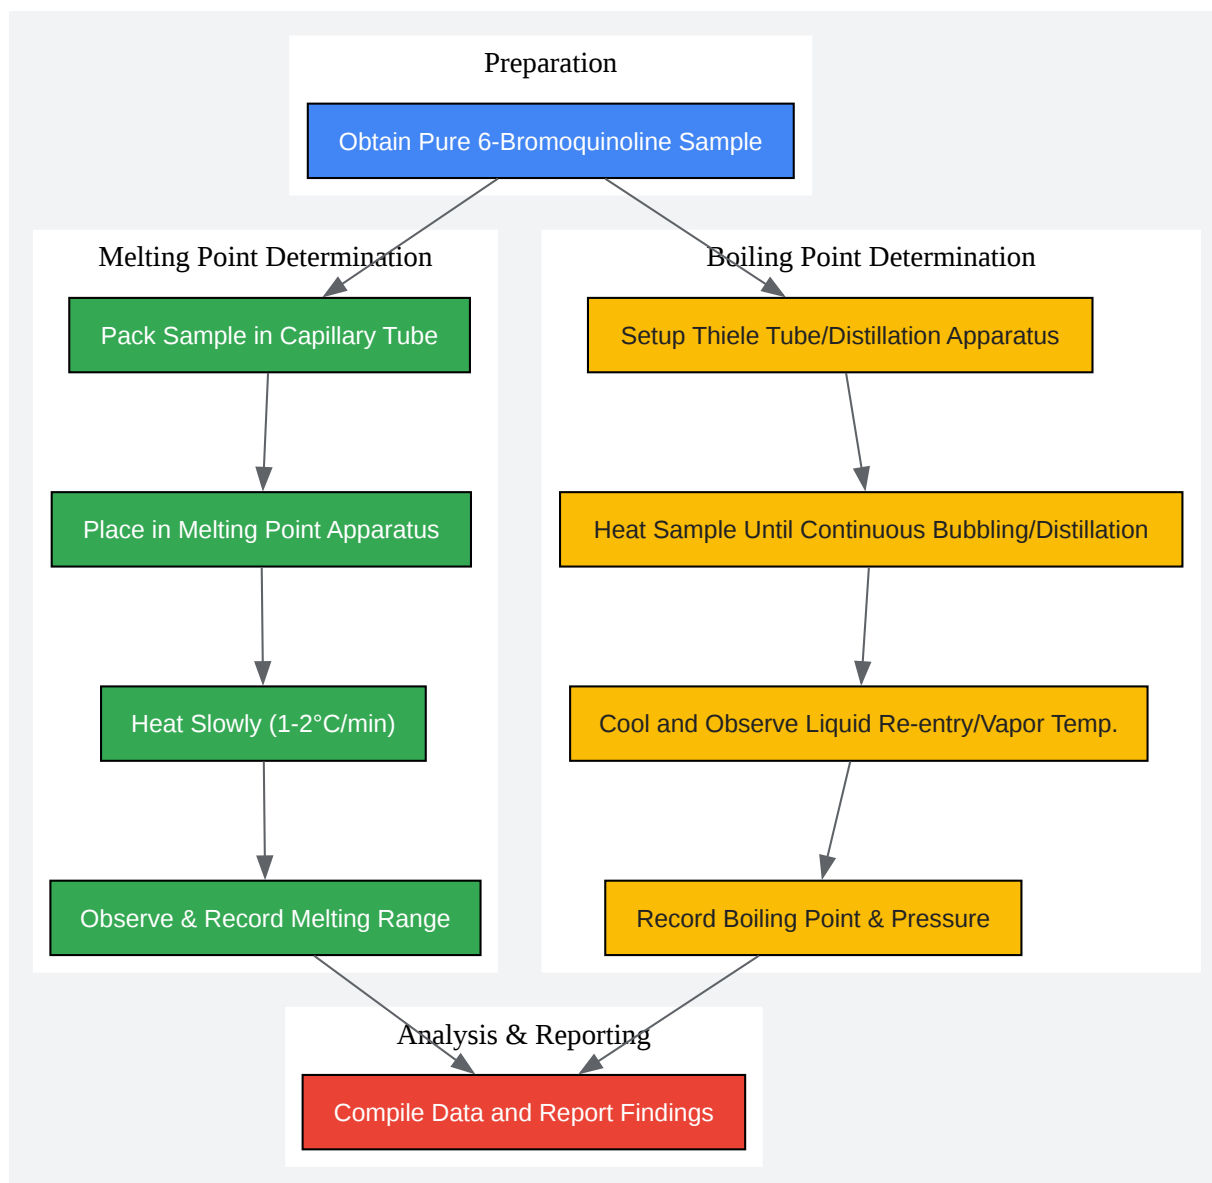 Preparation
Obtain Pure 6-Bromoquinoline Sample
Melting Point Determination
Pack Sample in Capillary Tube
Place in Melting Point Apparatus
Heat Slowly (1-2°C/min)
Observe & Record Melting Range
Boiling Point Determination
Setup Thiele Tube/Distillation Apparatus
Heat Sample Until Continuous Bubbling/Distillation
Cool and Observe Liquid Re-entry/Vapor Temp.
Record Boiling Point & Pressure
Analysis & Reporting
Compile Data and Report Findings